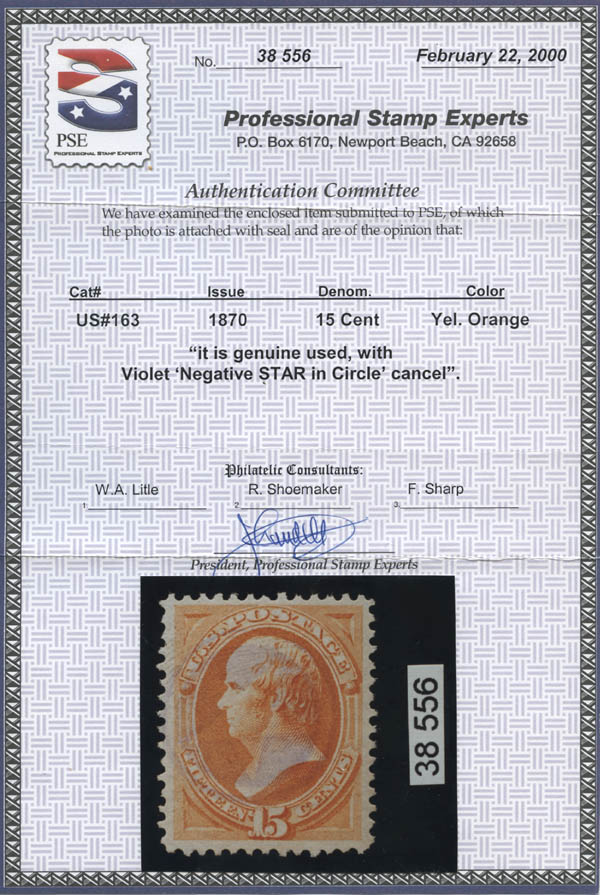 No. 38 556
February 22, 2000
PSE
PROFESSIONAL STAMP EXPERTS
Professional Stamp Experts
P.O. Box 6170, Newport Beach, CA 92658
Authentication Committee
We have examined the enclosed item submitted to PSE, of which
the photo is attached with seal and are of the opinion that:
Cat# Issue Denom. Color
US#163 1870 15 Cent Yel. Orange
“it is genuine used, with
Violet ‘Negative STAR in Circle’ cancel”.
Philatelic Consultants:
1. W.A. Litle 2. R. Shoemaker 3. F. Sharp
President, Professional Stamp Experts
U.S. POSTAGE
FIFTEEN 15 CENTS
38 556